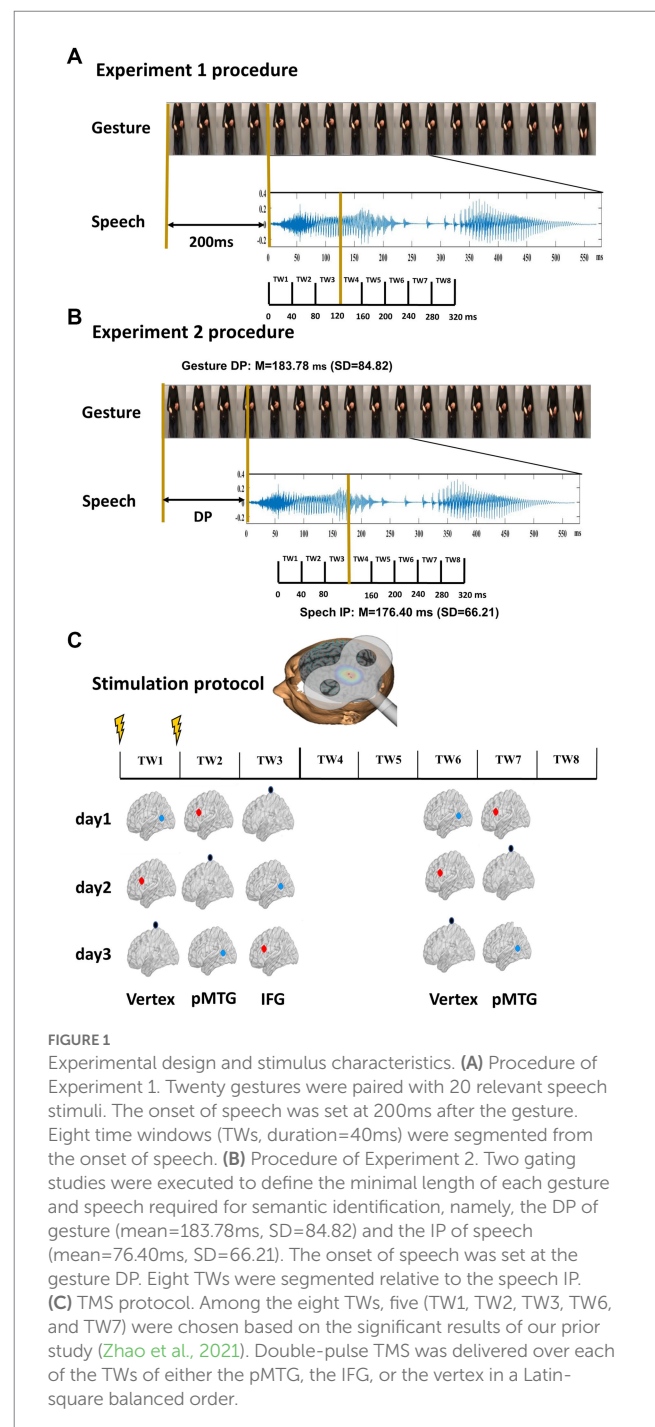 A
Experiment 1 procedure
Gesture
0.4
0.2
0
-0.2
Speech
200ms
0 50 100 150 200 250 300 350 400 450 500 550 ms
TW1 TW2 TW3 TW4 TW5 TW6 TW7 TW8
0 40 80 120 160 200 240 280 320 ms
B
Experiment 2 procedure
Gesture DP: M=183.78 ms (SD=84.82)
Gesture
0.4
0.2
0
-0.2
Speech
DP
0 50 100 150 200 250 300 350 400 450 500 550 ms
TW1 TW2 TW3 TW4 TW5 TW6 TW7 TW8
0 40 80 160 200 240 280 320 ms
Spech IP: M=176.40 ms (SD=66.21)
C
Stimulation protocol
TW1 TW2 TW3 TW4 TW5 TW6 TW7 TW8
day1
day2
day3
Vertex pMTG IFG Vertex pMTG
FIGURE 1
Experimental design and stimulus characteristics. (A) Procedure of
Experiment 1. Twenty gestures were paired with 20 relevant speech
stimuli. The onset of speech was set at 200ms after the gesture.
Eight time windows (TWs, duration=40ms) were segmented from
the onset of speech. (B) Procedure of Experiment 2. Two gating
studies were executed to define the minimal length of each gesture
and speech required for semantic identification, namely, the DP of
gesture (mean=183.78ms, SD=84.82) and the IP of speech
(mean=76.40ms, SD=66.21). The onset of speech was set at the
gesture DP. Eight TWs were segmented relative to the speech IP.
(C) TMS protocol. Among the eight TWs, five (TW1, TW2, TW3, TW6,
and TW7) were chosen based on the significant results of our prior
study (Zhao et al., 2021). Double-pulse TMS was delivered over each
of the TWs of either the pMTG, the IFG, or the vertex in a Latin-
square balanced order.